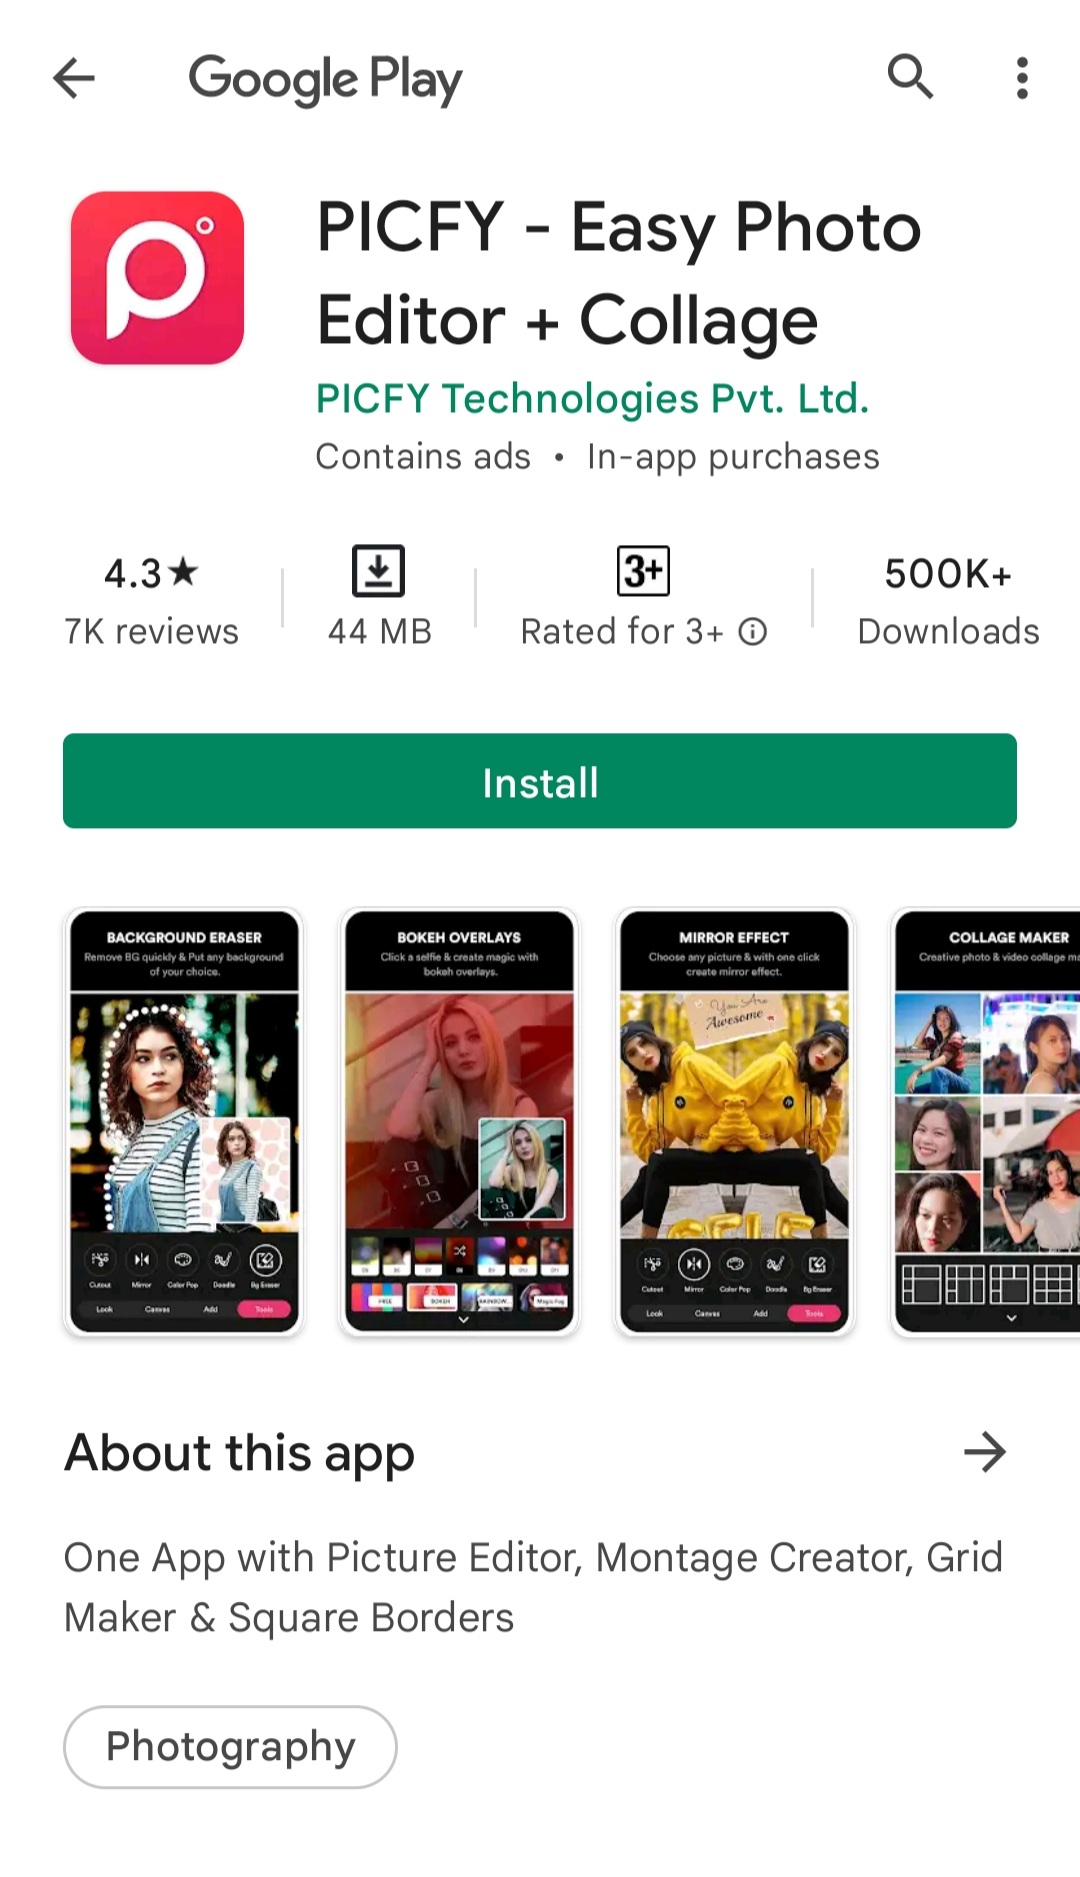 Google Play
PICFY - Easy Photo
Editor + Collage
PICFY Technologies Pvt. Ltd.
Contains ads • In-app purchases
4.3★
7K reviews
44 MB
3+
Rated for 3+
500K+
Downloads
Install
BACKGROUND ERASER
Remove BG quickly & Put any background
of your choice.
Cutout Mirror Color Pop Doodle Bg Eraser
Look Canvas Add Tools
BOKEH OVERLAYS
Click a selfie & create magic with
bokeh overlays.
FREE BOKEH RAINBOW Magic Fog
MIRROR EFFECT
Choose any picture & with one click
create mirror effect.
You Are
Awesome
Cutout Mirror Color Pop Doodle Bg Eraser
Look Canvas Add Tools
COLLAGE MAKER
Creative photo & video collage
About this app
One App with Picture Editor, Montage Creator, Grid
Maker & Square Borders
Photography